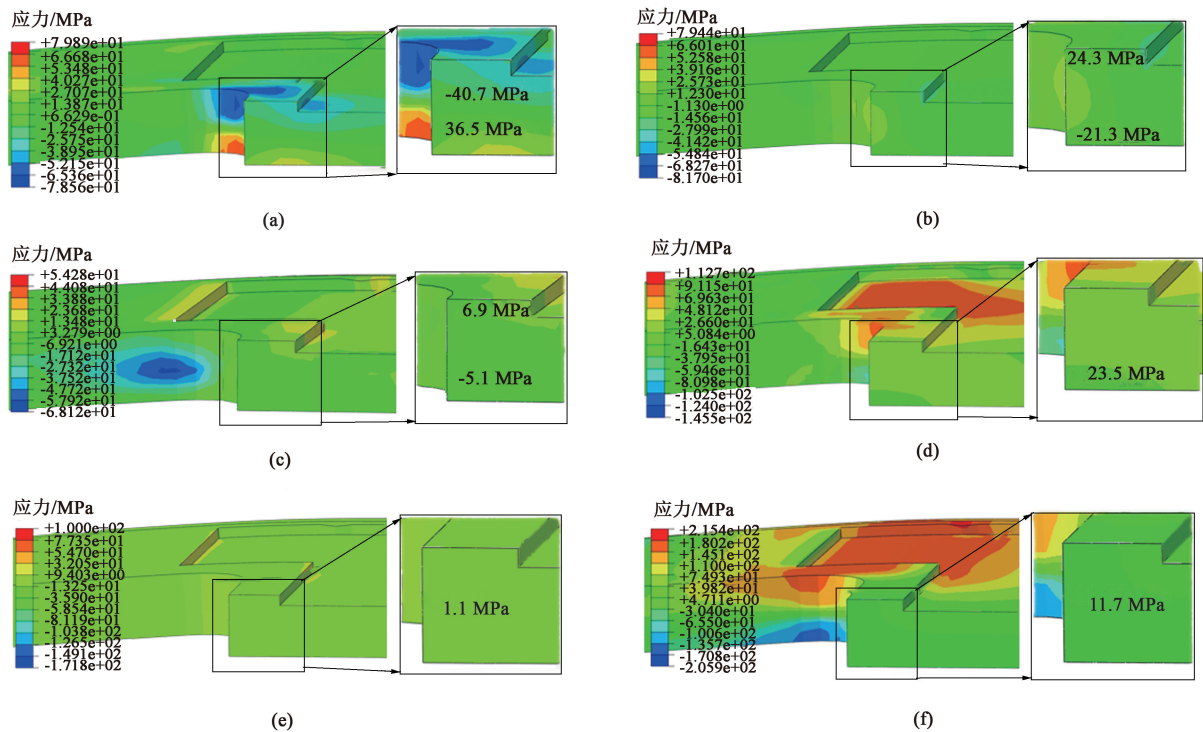 应力/MPa
+7.989e+01
+6.668e+01
+5.348e+01
+4.027e+01
+2.707e+01
+1.387e+01
+6.629e-01
-1.254e+01
-2.575e+01
-3.895e+01
-5.215e+01
-6.536e+01
-7.856e+01
-40.7 MPa
36.5 MPa
(a)
应力/MPa
+7.944e+01
+6.601e+01
+5.258e+01
+3.916e+01
+2.573e+01
+1.230e+01
-1.130e+00
-1.456e+01
-2.799e+01
-4.142e+01
-5.484e+01
-6.827e+01
-8.170e+01
24.3 MPa
-21.3 MPa
(b)
应力/MPa
+5.428e+01
+4.408e+01
+3.388e+01
+2.368e+01
+1.348e+01
+3.279e+00
-6.921e+00
-1.712e+01
-2.732e+01
-3.752e+01
-4.772e+01
-5.792e+01
-6.812e+01
6.9 MPa
-5.1 MPa
(c)
应力/MPa
+1.127e+02
+9.115e+01
+6.963e+01
+4.812e+01
+2.660e+01
+5.084e+00
-1.643e+01
-3.795e+01
-5.946e+01
-8.098e+01
-1.025e+02
-1.240e+02
-1.455e+02
23.5 MPa
(d)
应力/MPa
+1.000e+02
+7.735e+01
+5.470e+01
+3.205e+01
+9.403e+00
-1.325e+01
-3.590e+01
-5.854e+01
-8.119e+01
-1.038e+02
-1.265e+02
-1.491e+02
-1.718e+02
1.1 MPa
(e)
应力/MPa
+2.154e+02
+1.802e+02
+1.451e+02
+1.100e+02
+7.493e+01
+3.982e+01
+4.711e+00
-3.040e+01
-6.550e+01
-1.006e+02
-1.357e+02
-1.708e+02
-2.059e+02
11.7 MPa
(f)